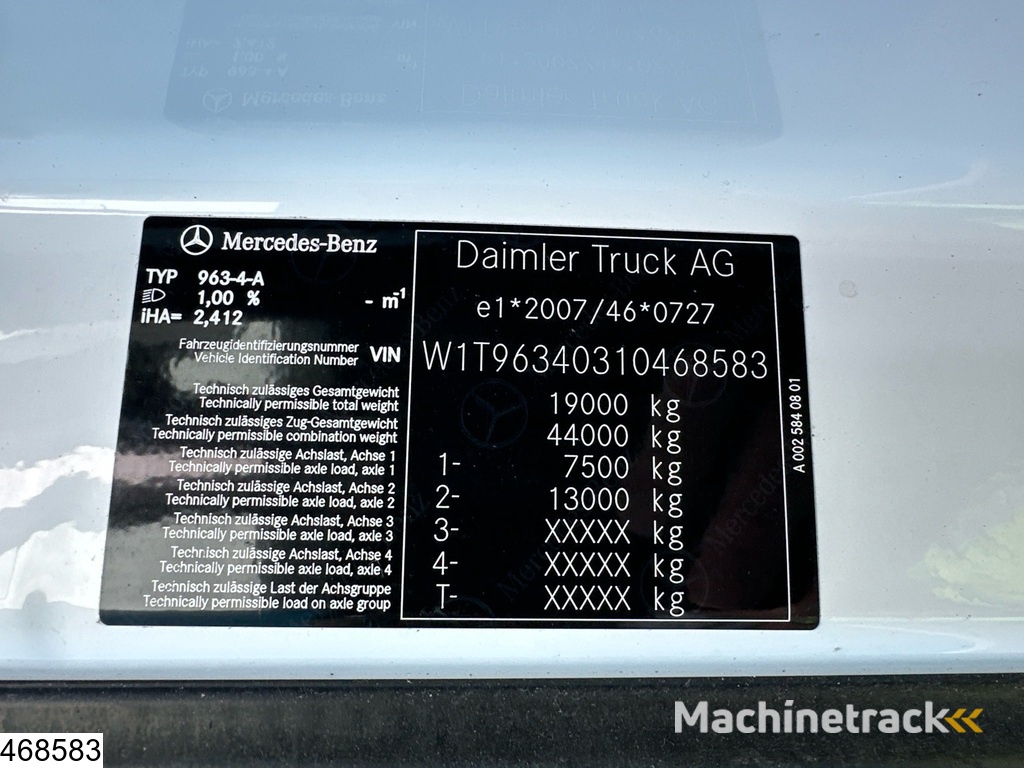 Mercedes-Benz
TYP 963-4-A
1,00 % - m-1
iHA= 2,412
Fahrzeugidentifizierungsnummer
Vehicle Identification Number VIN
Technisch zulässiges Gesamtgewicht
Technically permissible total weight
Technisch zulässiges Zug-Gesamtgewicht
Technically permissible combination weight
Technisch zulässige Achslast, Achse 1
Technically permissible axle load, axle 1
Technisch zulässige Achslast, Achse 2
Technically permissible axle load, axle 2
Technisch zulässige Achslast, Achse 3
Technically permissible axle load, axle 3
Technisch zulässige Achslast, Achse 4
Technically permissible axle load, axle 4
Technisch zulässige Last der Achsgruppe
Technically permissible load on axle group
Daimler Truck AG
e1*2007/46*0727
W1T96340310468583
19000 kg
44000 kg
1- 7500 kg
2- 13000 kg
3- XXXXX kg
4- XXXXX kg
T- XXXXX kg
A 002 584 08 01
Machinetrack
468583